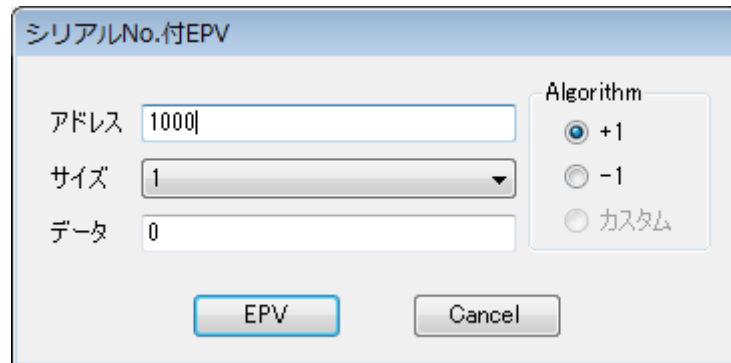 シリアルNo.付EPV
アドレス 1000
サイズ 1
データ 0
Algorithm
+1
-1
カスタム
EPV Cancel